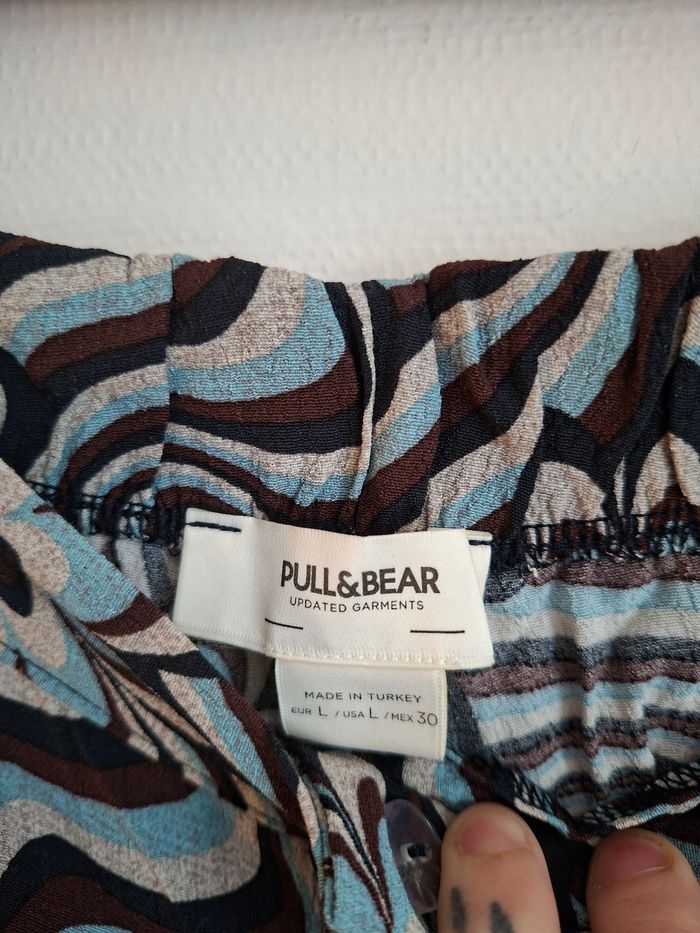 PULL&BEAR
UPDATED GARMENTS
MADE IN TURKEY
EUR L / USA L / MEX 30